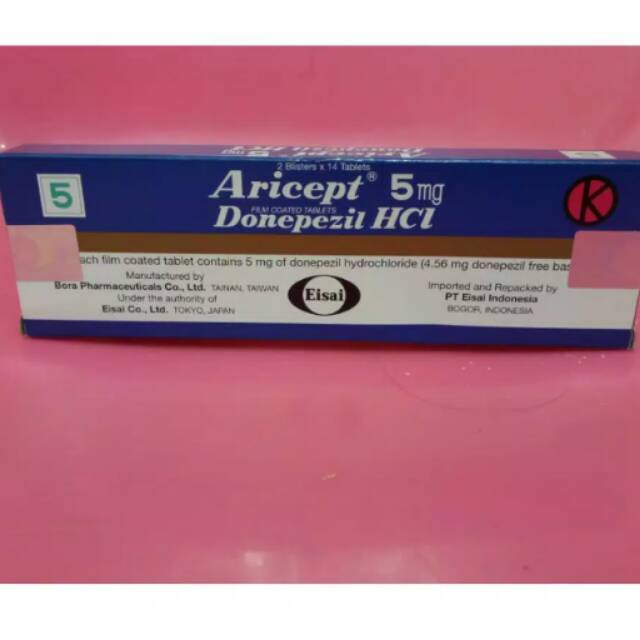 2 Blisters x 14 Tablets
5
Aricept® 5 mg
FILM COATED TABLETS
Donepezil HCl
K
ach film coated tablet contains 5 mg of donepezil hydrochloride (4.56 mg donepezil free bas
Manufactured by
Bora Pharmaceuticals Co., Ltd. TAINAN, TAIWAN
Under the authority of
Eisai Co., Ltd. TOKYO, JAPAN
Eisai
Imported and Repacked by
PT Eisai Indonesia
BOGOR, INDONESIA